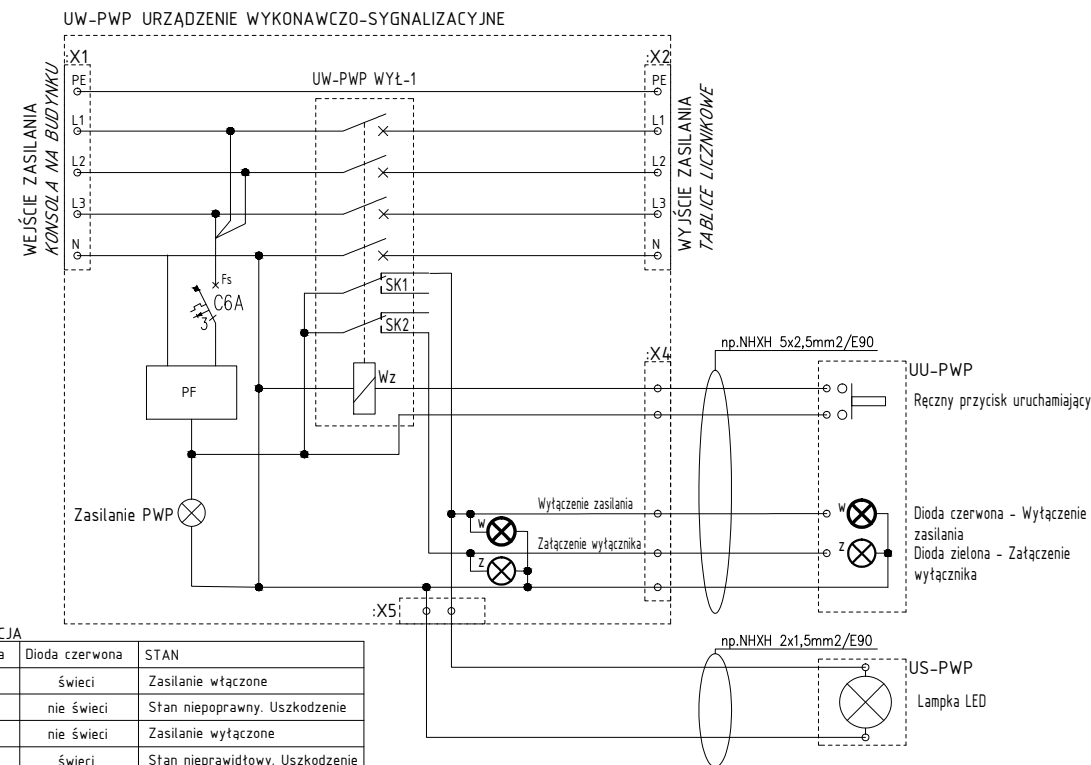 UW-PWP URZĄDZENIE WYKONAWCZO-SYGNALIZACYJNE
:X1
:X2
WEJŚCIE ZASILANIA
KONSOLA NA BUDYNKU
PE
L1
L2
L3
N
UW-PWP WYŁ-1
PE
L1
L2
L3
N
WYJŚCIE ZASILANIA
TABLICE LICZNIKOWE
Fs
C6A
3
SK1
SK2
Wz
PF
Zasilanie PWP
:X4
np.NHXH 5x2,5mm2/E90
UU-PWP
Ręczny przycisk uruchamiający
Wyłączenie zasilania
w
Załączenie wyłącznika
z
w
Dioda czerwona - Wyłączenie
zasilania
z
Dioda zielona - Załączenie
wyłącznika
:X5
np.NHXH 2x1,5mm2/E90
US-PWP
Lampka LED
CJA
a Dioda czerwona STAN
świeci Zasilanie włączone
nie świeci Stan niepoprawny. Uszkodzenie
nie świeci Zasilanie wyłączone
świeci Stan nieprawidłowy. Uszkodzenie